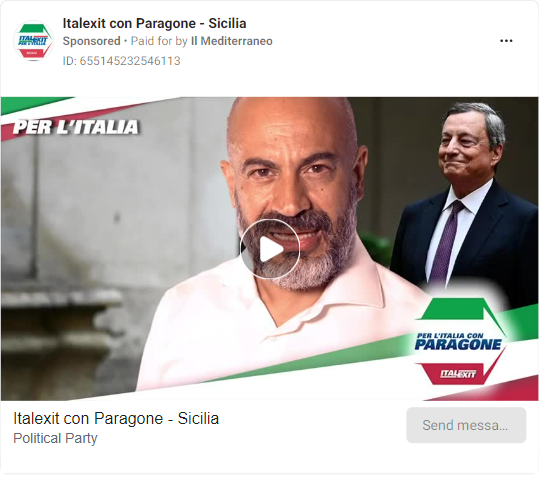 Italexit con Paragone - Sicilia
Sponsored • Paid for by Il Mediterraneo
ID: 655145232546113
PER L'ITALIA
PER L'ITALIA CON
PARAGONE
ITALEXIT
Italexit con Paragone - Sicilia
Political Party
Send messa...